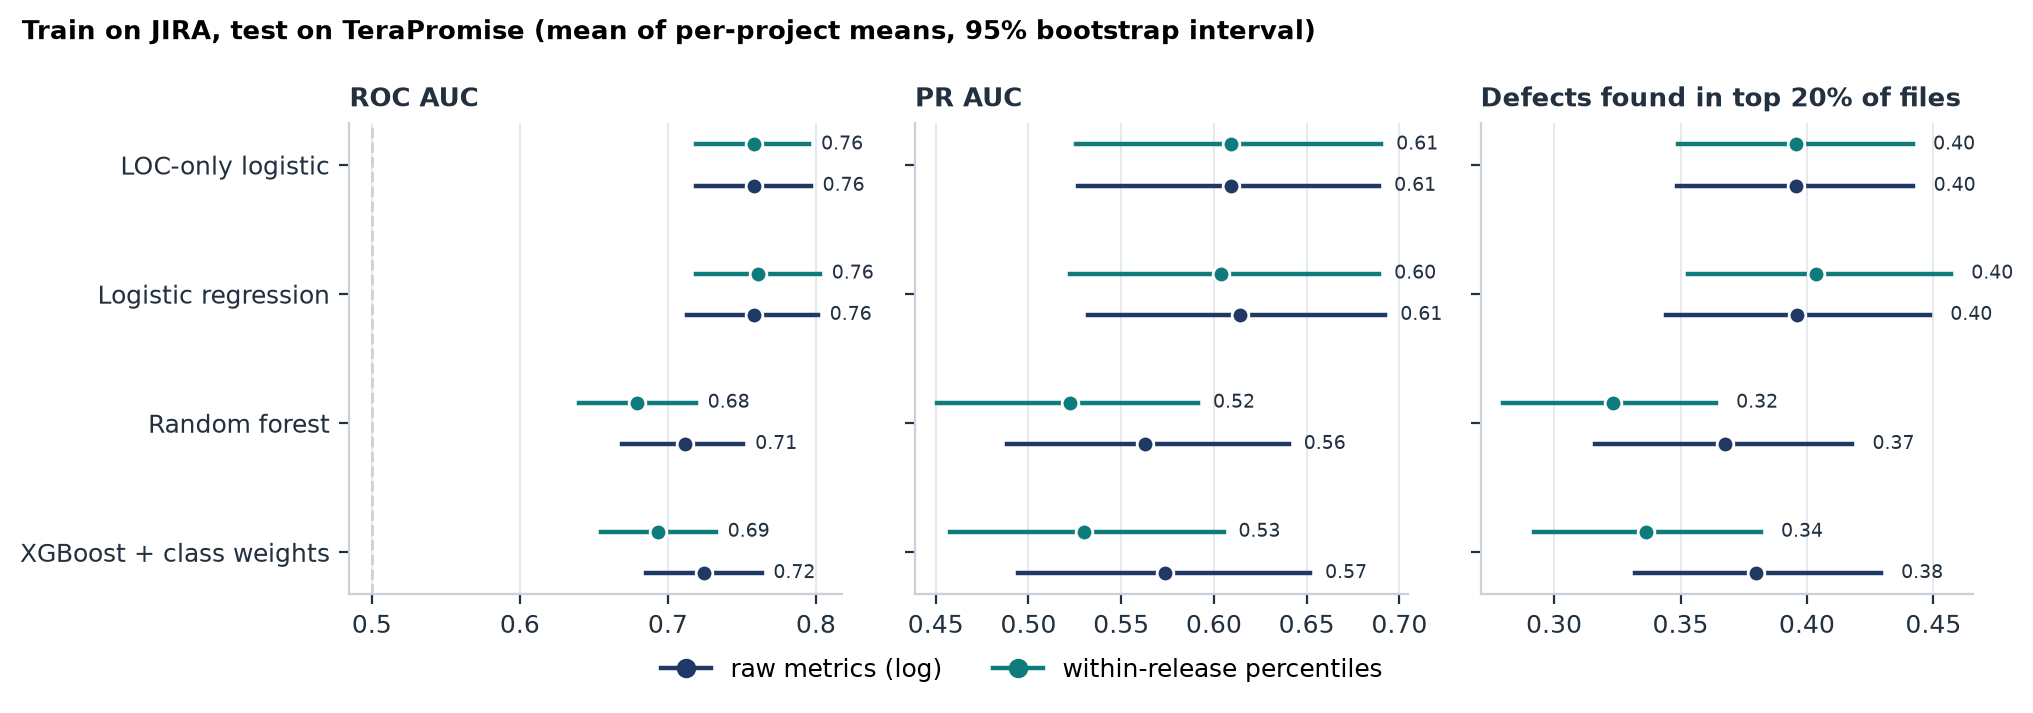 Train on JIRA, test on TeraPromise (mean of per-project means, 95% bootstrap interval)
ROC AUC
PR AUC
Defects found in top 20% of files
LOC-only logistic
0.76
0.61
0.40
0.76
0.61
0.40
Logistic regression
0.76
0.60
0.40
0.76
0.61
0.40
Random forest
0.68
0.52
0.32
0.71
0.56
0.37
XGBoost + class weights
0.69
0.53
0.34
0.72
0.57
0.38
0.5 0.6 0.7 0.8
0.45 0.50 0.55 0.60 0.65 0.70
0.30 0.35 0.40 0.45
raw metrics (log)
within-release percentiles